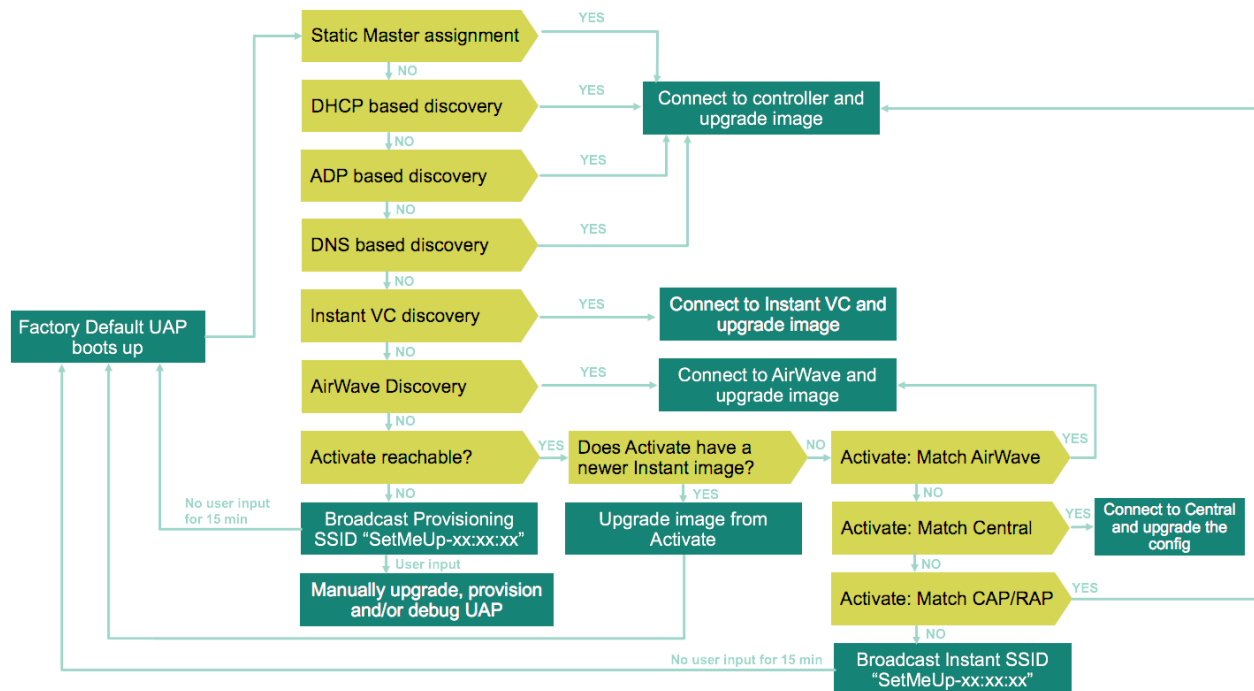 Static Master assignment
YES
NO
DHCP based discovery
YES
Connect to controller and
upgrade image
NO
ADP based discovery
YES
NO
DNS based discovery
YES
NO
Instant VC discovery
YES
Connect to Instant VC and
upgrade image
Factory Default UAP
boots up
NO
AirWave Discovery
YES
Connect to AirWave and
upgrade image
NO
Activate reachable?
YES
Does Activate have a
newer Instant image?
NO
Activate: Match AirWave
YES
NO
No user input
for 15 min
Broadcast Provisioning
SSID “SetMeUp-xx:xx:xx”
YES
Upgrade image from
Activate
NO
Activate: Match Central
YES
Connect to Central
and upgrade the
config
User input
Manually upgrade, provision
and/or debug UAP
NO
Activate: Match CAP/RAP
YES
NO
No user input for 15 min
Broadcast Instant SSID
“SetMeUp-xx:xx:xx”